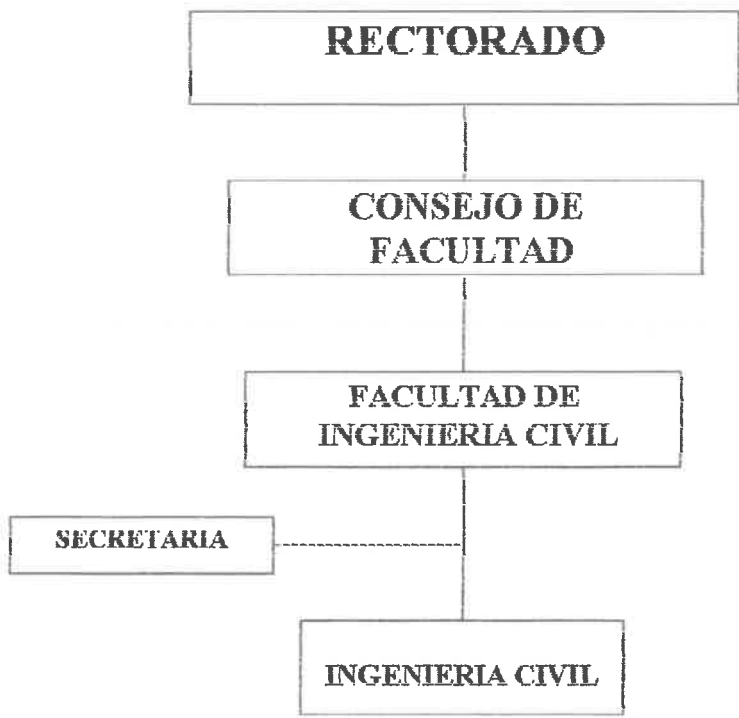 RECTORADO
CONSEJO DE
FACULTAD
FACULTAD DE
INGENIERIA CIVIL
SECRETARIA
INGENIERIA CIVIL